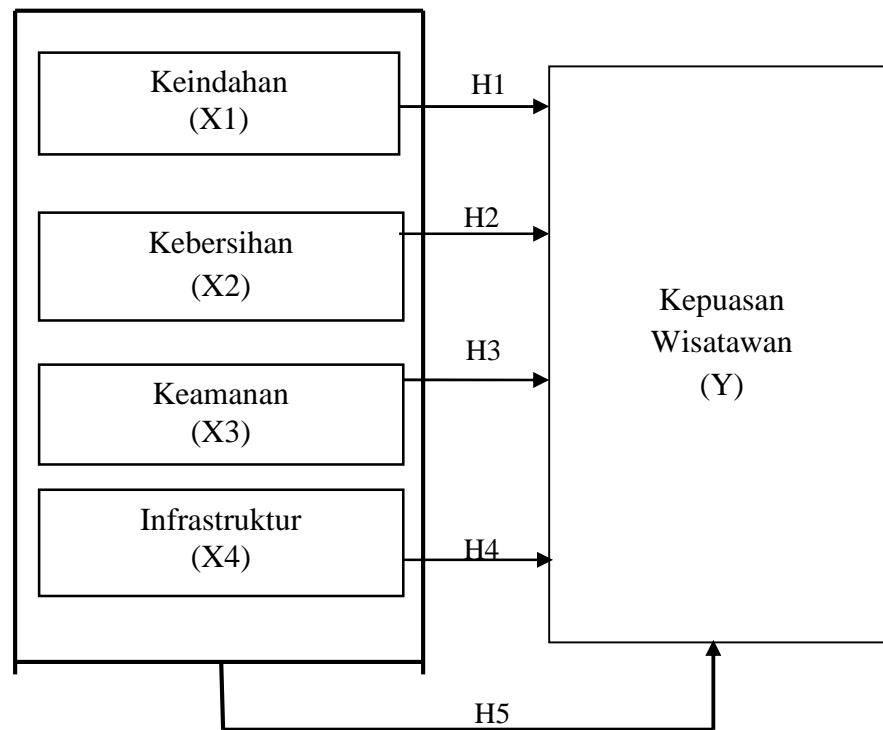 Keindahan
(X1)
H1
Kebersihan
(X2)
H2
Keamanan
(X3)
H3
Infrastruktur
(X4)
H4
Kepuasan
Wisatawan
(Y)
H5